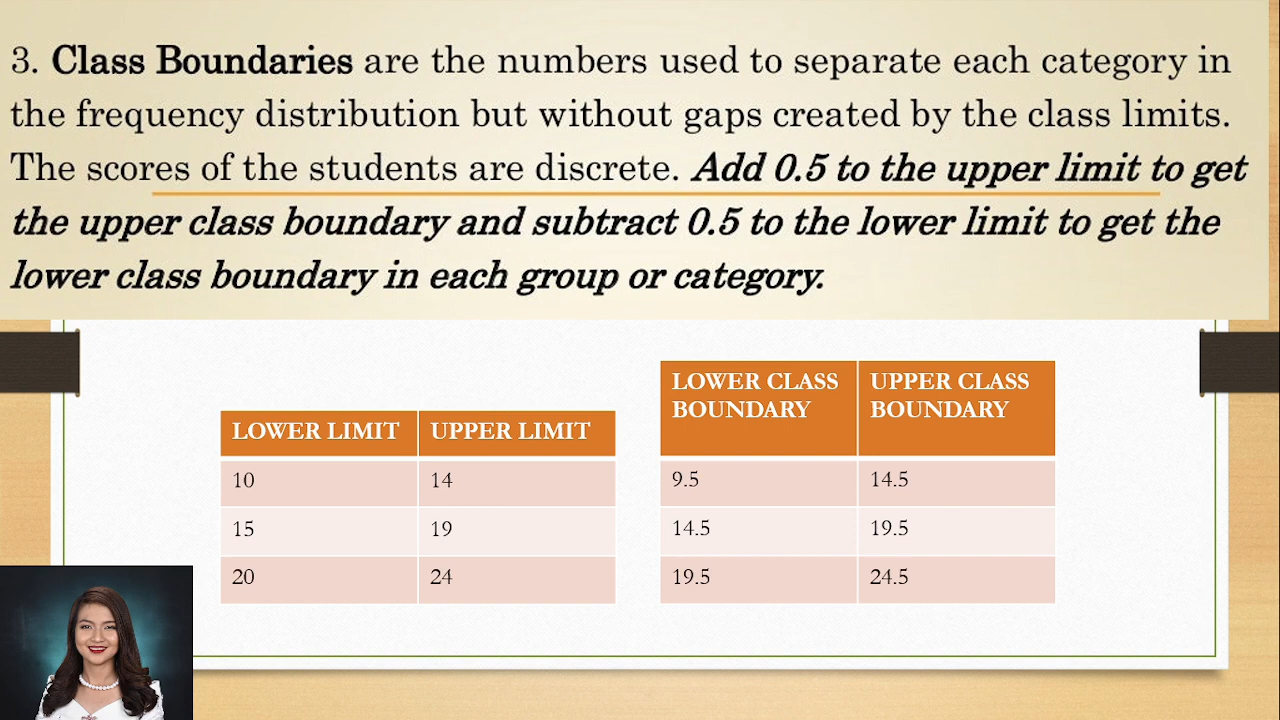 3. Class Boundaries are the numbers used to separate each category in
the frequency distribution but without gaps created by the class limits.
The scores of the students are discrete. Add 0.5 to the upper limit to get
the upper class boundary and subtract 0.5 to the lower limit to get the
lower class boundary in each group or category.
LOWER LIMIT UPPER LIMIT
10 14
15 19
20 24
LOWER CLASS BOUNDARY UPPER CLASS BOUNDARY
9.5 14.5
14.5 19.5
19.5 24.5